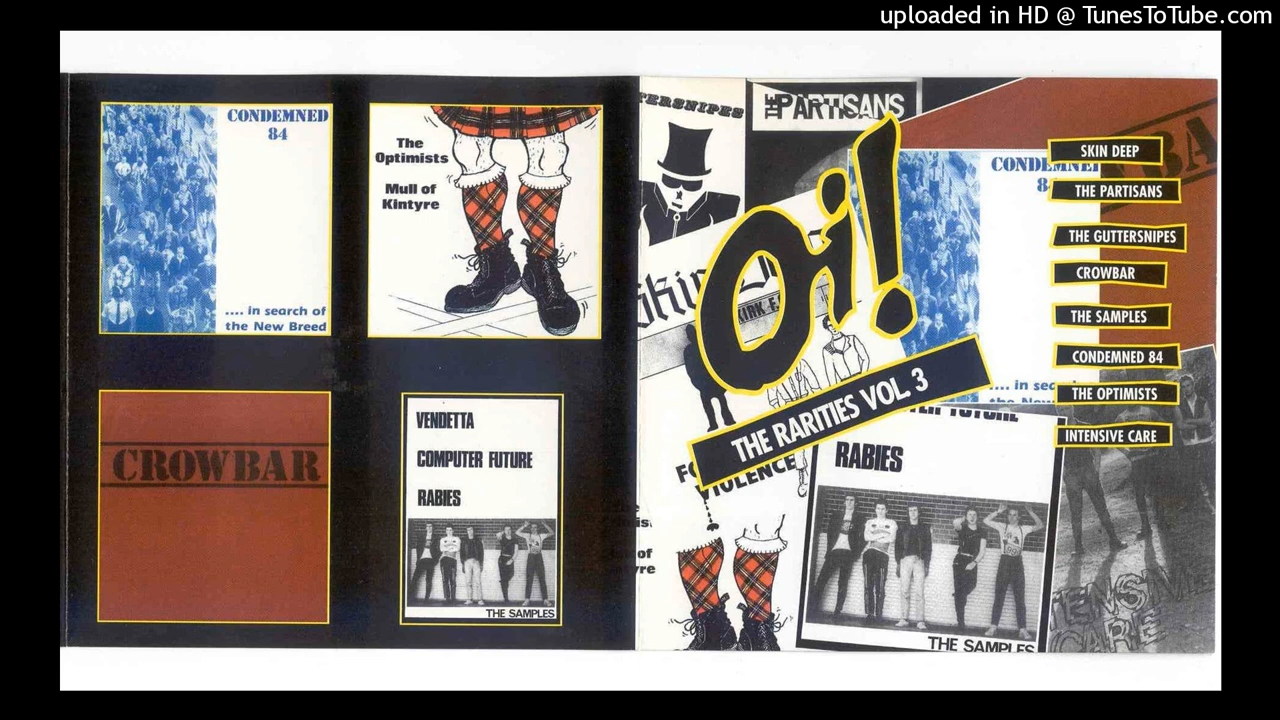 uploaded in HD @ TunesToTube.com
CONDEMNED
84
.... in search of
the New Breed
The
Optimists
Mull of
Kintyre
CROWBAR
VENDETTA
COMPUTER FUTURE
RABIES
THE SAMPLES
THE PARTISANS
Oi!
THE RARITIES VOL. 3
CONDEMNED
.... in
VIOLENCE
RABIES
THE SAMPLES
SKIN DEEP
THE PARTISANS
THE GUTTERSNIPES
CROWBAR
THE SAMPLES
CONDEMNED 84
THE OPTIMISTS
INTENSIVE CARE